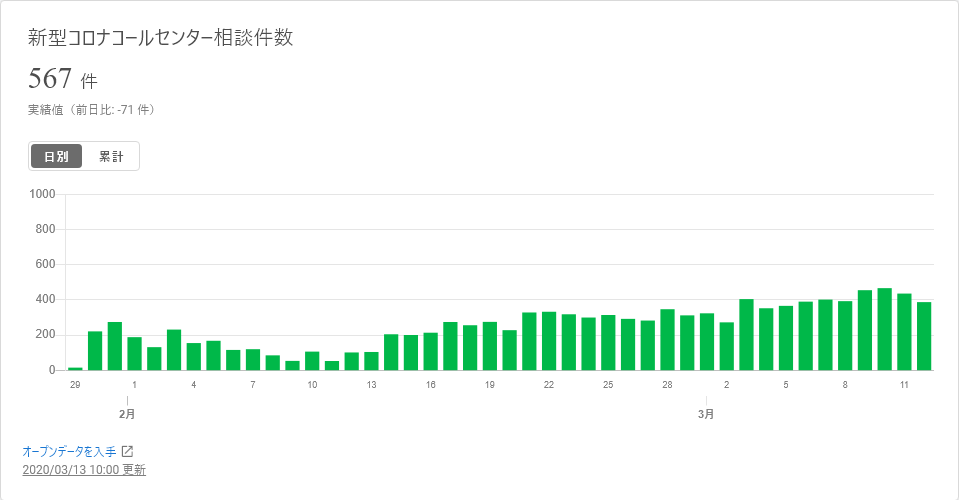 新型コロナコールセンター相談件数
567 件
実績値（前日比: -71 件）
日別 累計
1000
800
600
400
200
0
29 1 4 7 10 13 16 19 22 25 28 2 5 8 11
2月 3月
オープンデータを入手
2020/03/13 10:00 更新